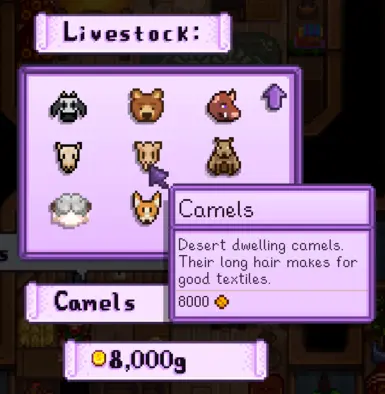 Livestock:
Camels
Desert dwelling camels.
Their long hair makes for
good textiles.
8000
s
Camels
8,000g